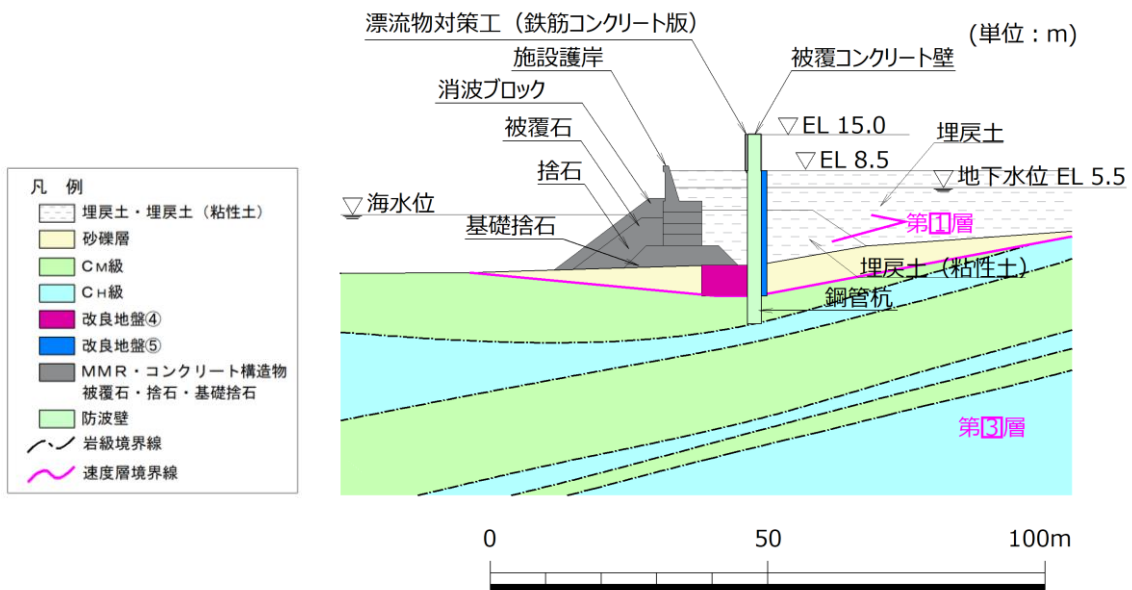 漂流物対策工（鉄筋コンクリート版）
(単位：m)
施設護岸
被覆コンクリート壁
消波ブロック
被覆石
EL 15.0
埋戻土
捨石
EL 8.5
地下水位 EL 5.5
海水位
第1層
基礎捨石
埋戻土（粘性土）
鋼管杭
第3層
凡 例
埋戻土・埋戻土（粘性土）
砂礫層
CM級
CH級
改良地盤④
改良地盤⑤
MMR・コンクリート構造物
被覆石・捨石・基礎捨石
防波壁
岩級境界線
速度層境界線
0 50 100m